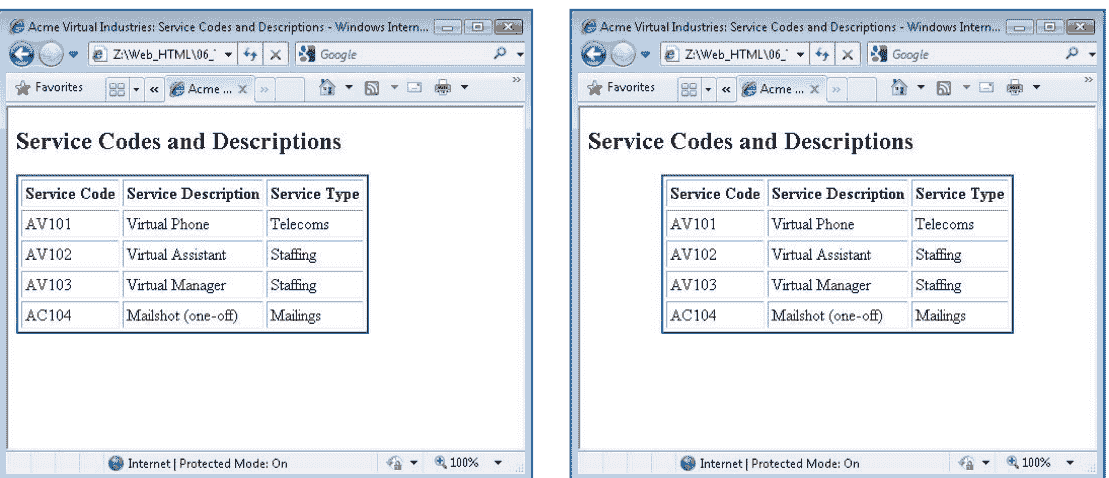 Acme Virtual Industries: Service Codes and Descriptions - Windows Intern...
Z:\Web_HTML\06_
Google
Favorites
Acme ...
Service Codes and Descriptions
Service Code Service Description Service Type
AV101 Virtual Phone Telecoms
AV102 Virtual Assistant Staffing
AV103 Virtual Manager Staffing
AC104 Mailshot (one-off) Mailings
Internet | Protected Mode: On
100%
Acme Virtual Industries: Service Codes and Descriptions - Windows Intern...
Z:\Web_HTML\06_
Google
Favorites
Acme ...
Service Codes and Descriptions
Service Code Service Description Service Type
AV101 Virtual Phone Telecoms
AV102 Virtual Assistant Staffing
AV103 Virtual Manager Staffing
AC104 Mailshot (one-off) Mailings
Internet | Protected Mode: On
100%